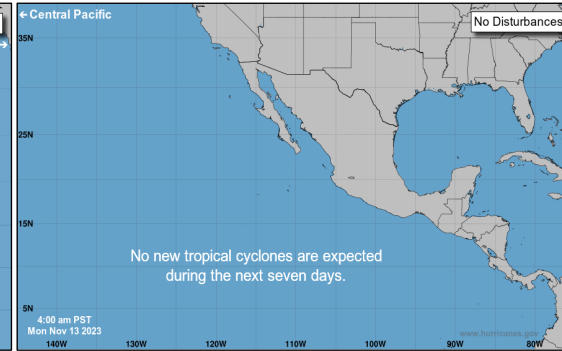 ← Central Pacific
No Disturbances
35N
25N
15N
No new tropical cyclones are expected
during the next seven days.
5N
4:00 am PST
Mon Nov 13 2023
www.hurricanes.gov
140W 130W 120W 110W 100W 90W 80W